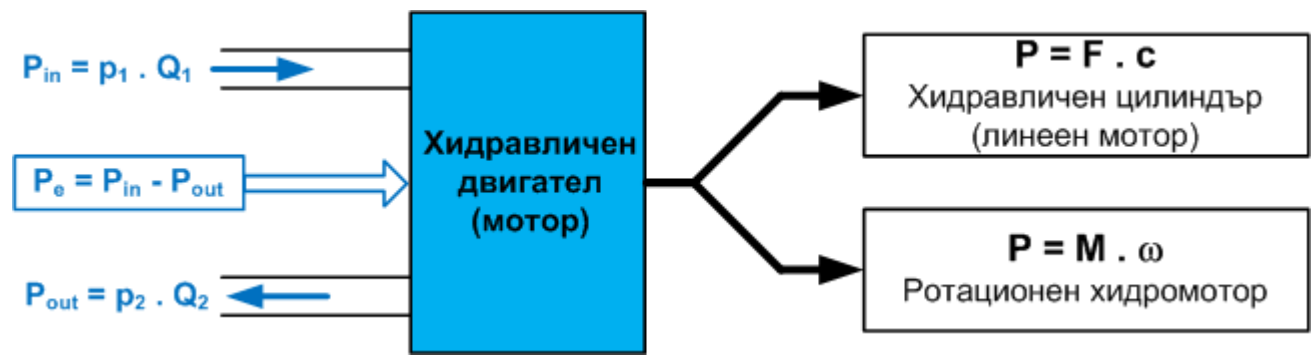 Pin = p1 . Q1
Pe = Pin - Pout
Pout = p2 . Q2
Хидравличен
двигател
(мотор)
P = F . c
Хидравличен цилиндър
(линеен мотор)
P = M . ω
Ротационен хидромотор